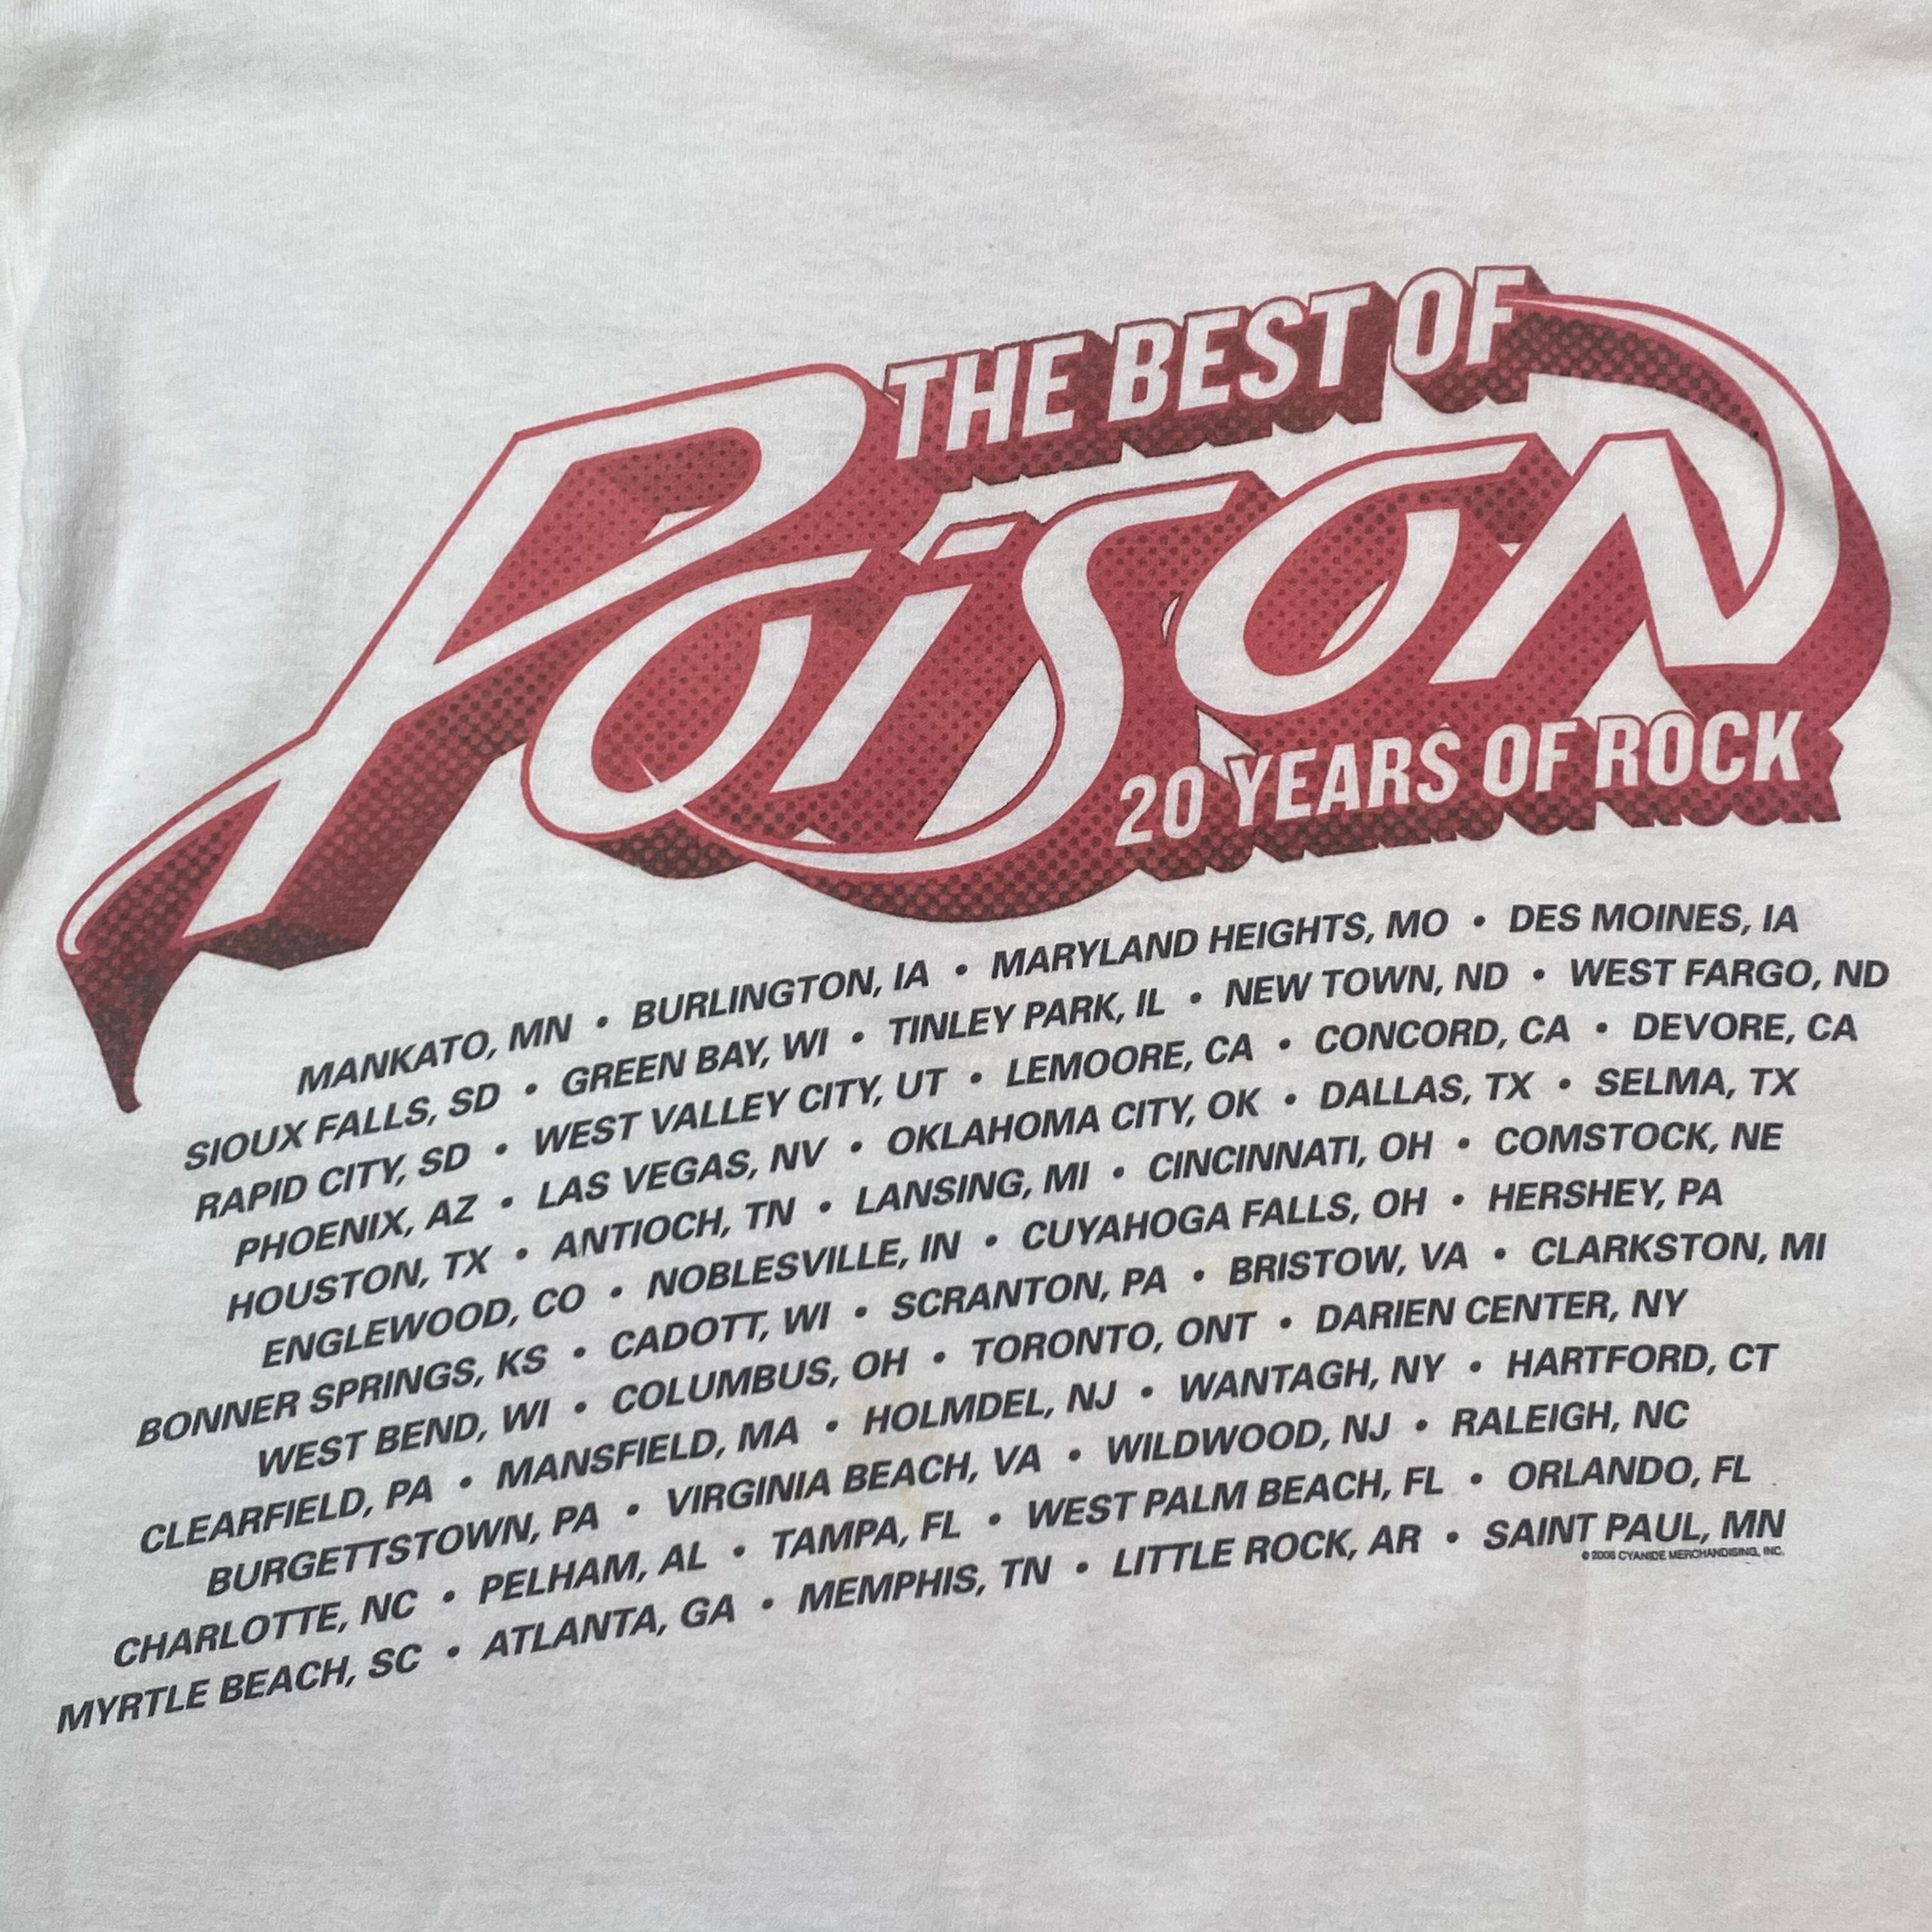 THE BEST OF
POISON
20 YEARS OF ROCK
MANKATO, MN • BURLINGTON, IA • MARYLAND HEIGHTS, MO • DES MOINES, IA
SIOUX FALLS, SD • GREEN BAY, WI • TINLEY PARK, IL • NEW TOWN, ND • WEST FARGO, ND
RAPID CITY, SD • WEST VALLEY CITY, UT • LEMOORE, CA • CONCORD, CA • DEVORE, CA
PHOENIX, AZ • LAS VEGAS, NV • OKLAHOMA CITY, OK • DALLAS, TX • SELMA, TX
HOUSTON, TX • ANTIOCH, TN • LANSING, MI • CINCINNATI, OH • COMSTOCK, NE
ENGLEWOOD, CO • NOBLESVILLE, IN • CUYAHOGA FALLS, OH • HERSHEY, PA
BONNER SPRINGS, KS • CADOTT, WI • SCRANTON, PA • BRISTOW, VA • CLARKSTON, MI
WEST BEND, WI • COLUMBUS, OH • TORONTO, ONT • DARIEN CENTER, NY
CLEARFIELD, PA • MANSFIELD, MA • HOLMDEL, NJ • WANTAGH, NY • HARTFORD, CT
BURGETTSTOWN, PA • VIRGINIA BEACH, VA • WILDWOOD, NJ • RALEIGH, NC
CHARLOTTE, NC • PELHAM, AL • TAMPA, FL • WEST PALM BEACH, FL • ORLANDO, FL
MYRTLE BEACH, SC • ATLANTA, GA • MEMPHIS, TN • LITTLE ROCK, AR • SAINT PAUL, MN
© 2006 CYANIDE MERCHANDISING, INC.